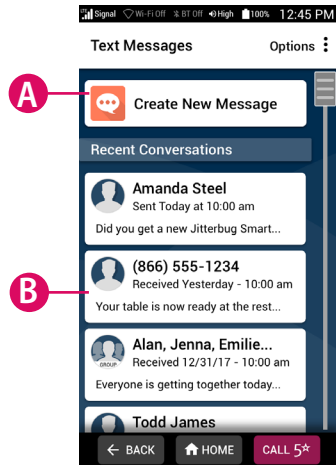 LTE Signal Wi-Fi Off BT Off High 100% 12:45 PM
Text Messages Options
A
Create New Message
Recent Conversations
Amanda Steel
Sent Today at 10:00 am
Did you get a new Jitterbug Smart...
(866) 555-1234
B
Received Yesterday - 10:00 am
Your table is now ready at the rest...
Alan, Jenna, Emilie...
Received 12/31/17 - 10:00 am
GROUP
Everyone is getting together today...
Todd James
BACK HOME CALL 5☆